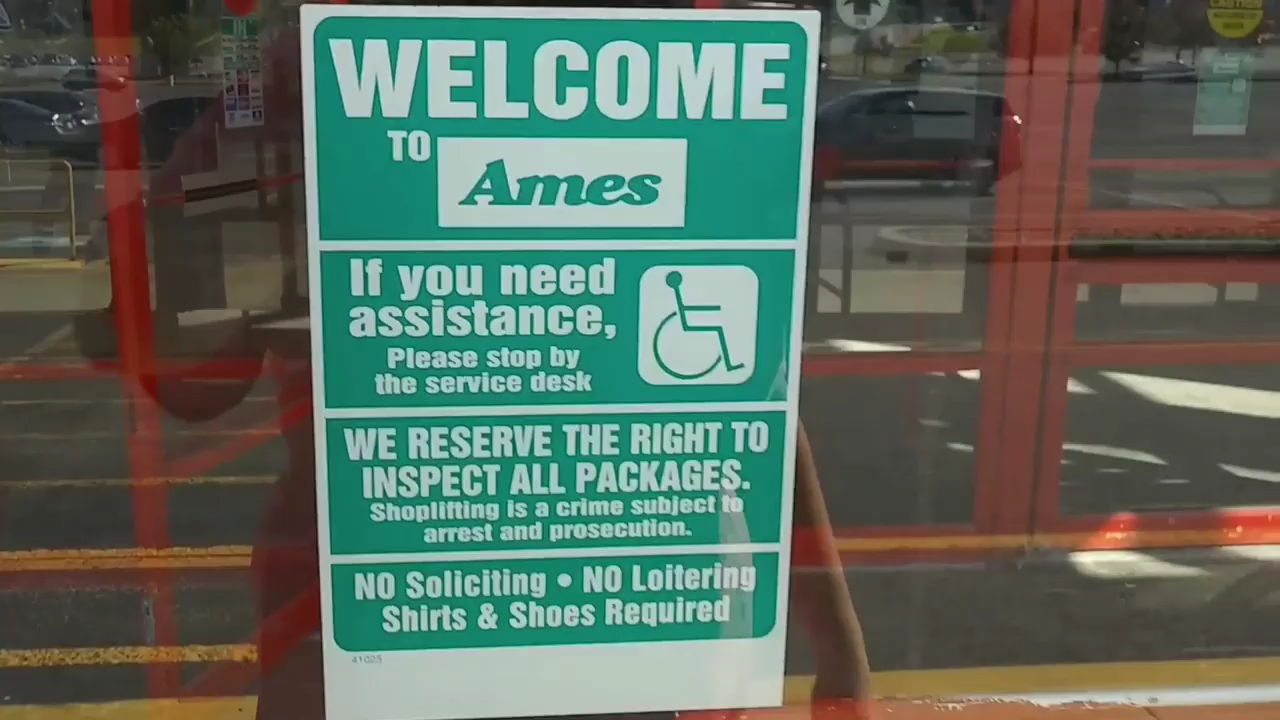 WELCOME
TO Ames
If you need
assistance,
Please stop by
the service desk
WE RESERVE THE RIGHT TO
INSPECT ALL PACKAGES.
Shoplifting is a crime subject to
arrest and prosecution.
NO Soliciting • NO Loitering
Shirts & Shoes Required
41025
CAUTION